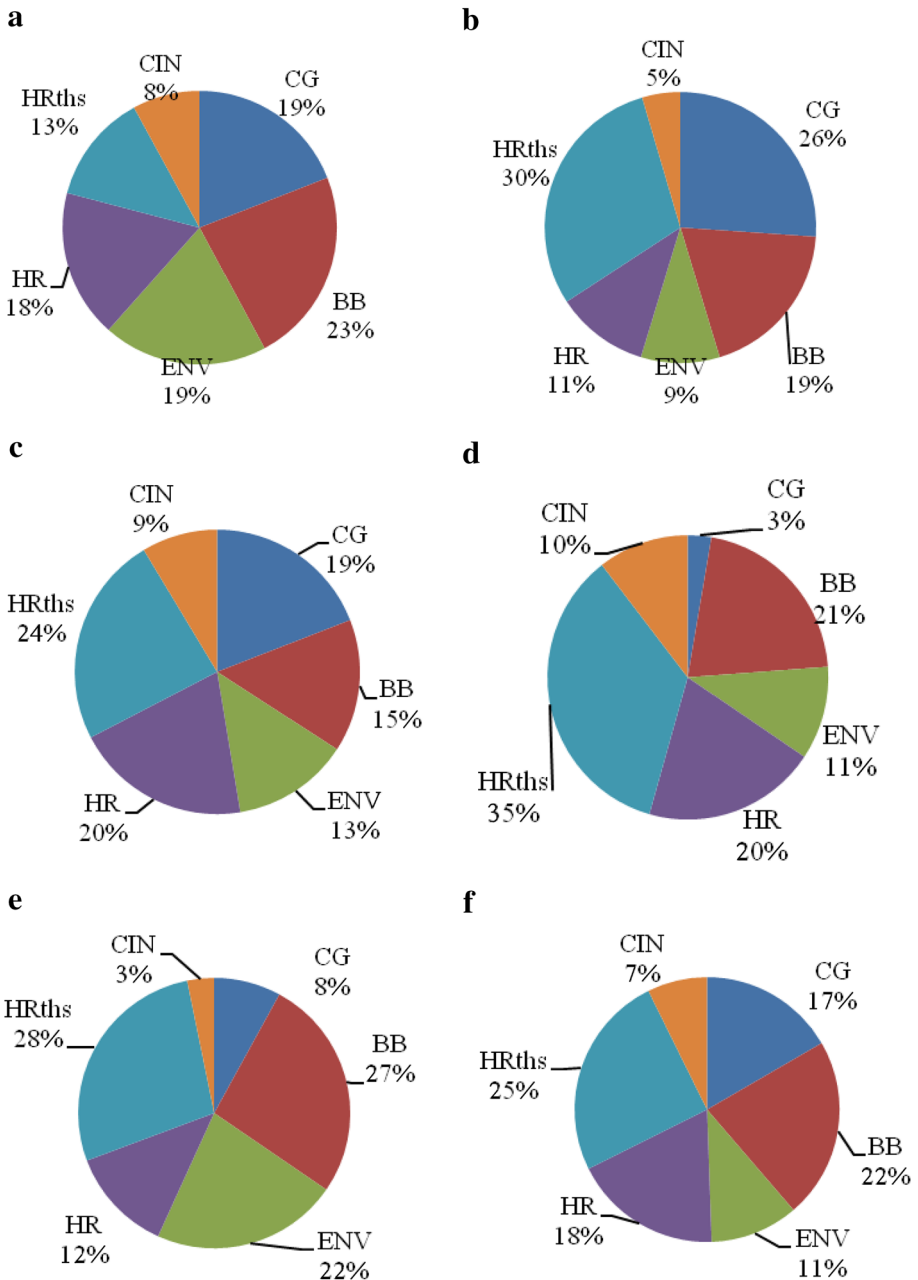 a
CIN
8%
CG
19%
HRths
13%
HR
18%
BB
23%
ENV
19%
b
CIN
5%
CG
26%
HRths
30%
HR
11%
ENV
9%
BB
19%
c
CIN
9%
CG
19%
HRths
24%
BB
15%
HR
20%
ENV
13%
d
CG
3%
CIN
10%
BB
21%
ENV
11%
HRths
35%
HR
20%
e
CIN
3%
CG
8%
HRths
28%
BB
27%
HR
12%
ENV
22%
f
CIN
7%
CG
17%
HRths
25%
BB
22%
HR
18%
ENV
11%